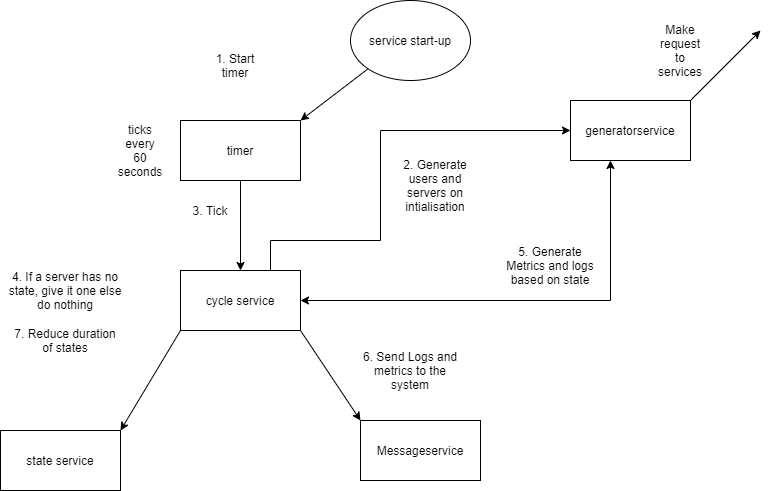 service start-up
1. Start
timer
Make
request
to
services
ticks
every
60
seconds
timer
generatorservice
2. Generate
users and
servers on
intialisation
3. Tick
4. If a server has no
state, give it one else
do nothing
7. Reduce duration
of states
cycle service
5. Generate
Metrics and logs
based on state
6. Send Logs and
metrics to the
system
state service
Messageservice